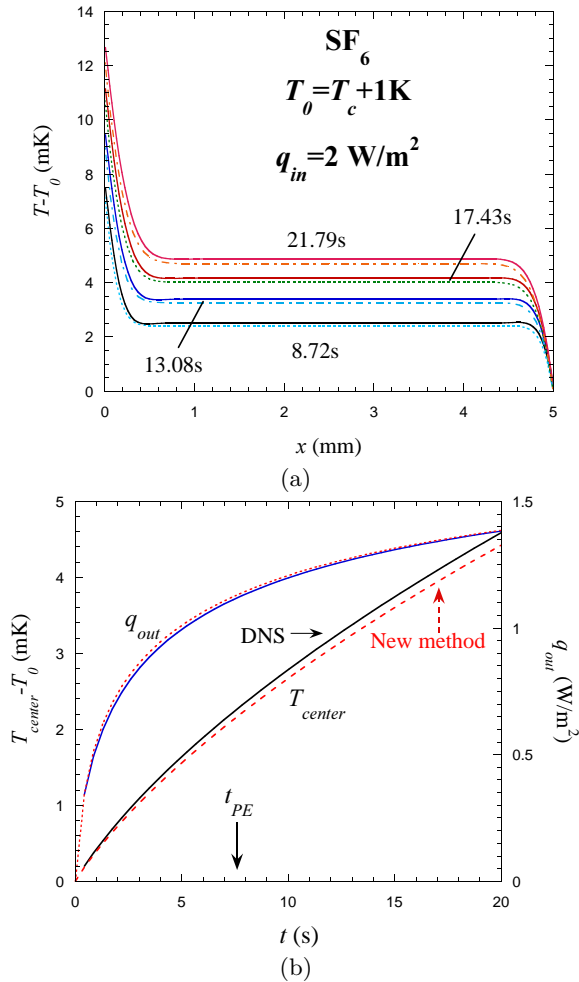 14
12
10
8
6
4
2
0
T-T0 (mK)
SF6
T0=Tc+1K
qin=2 W/m2
17.43s
21.79s
13.08s
8.72s
0
1
2
3
4
5
x (mm)
(a)
5
4
3
2
1
0
Tcenter-T0 (mK)
1.5
1
0.5
0
qout (W/m2)
qout
DNS
New method
Tcenter
tPE
0
5
10
15
20
t (s)
(b)